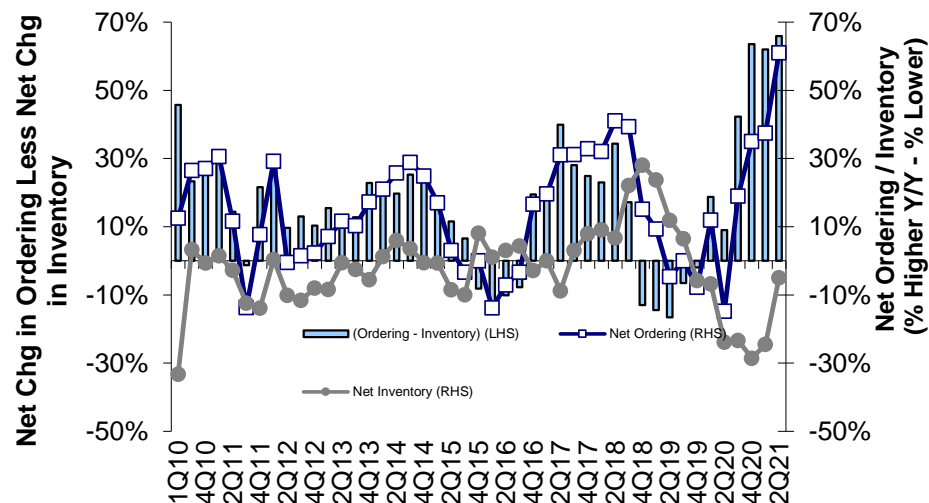 Net Chg in Ordering Less Net Chg
in Inventory
70%
50%
30%
10%
-10%
-30%
-50%
(Ordering - Inventory) (LHS)
Net Ordering (RHS)
Net Inventory (RHS)
70%
50%
30%
10%
-10%
-30%
-50%
Net Ordering / Inventory
(% Higher Y/Y - % Lower)
1Q10
4Q10
2Q11
4Q11
2Q12
4Q12
2Q13
4Q13
2Q14
4Q14
2Q15
4Q15
2Q16
4Q16
2Q17
4Q17
2Q18
4Q18
2Q19
4Q19
2Q20
4Q20
2Q21